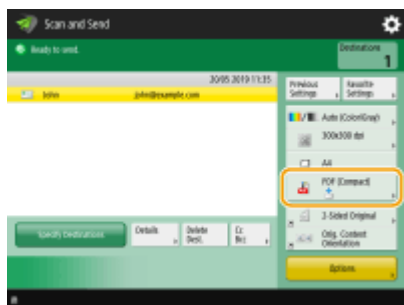 Scan and Send
Ready to send.
Destinations
1
20/05 2019 11:35
John
john@example.com
Previous
Settings
Favorite
Settings
Auto (Color/Gray)
300x300 dpi
A4
PDF (Compact)
2-Sided Original
Orig. Content
Orientation
Specify Destinations
Details
Delete
Dest.
Cc
Bcc
Options